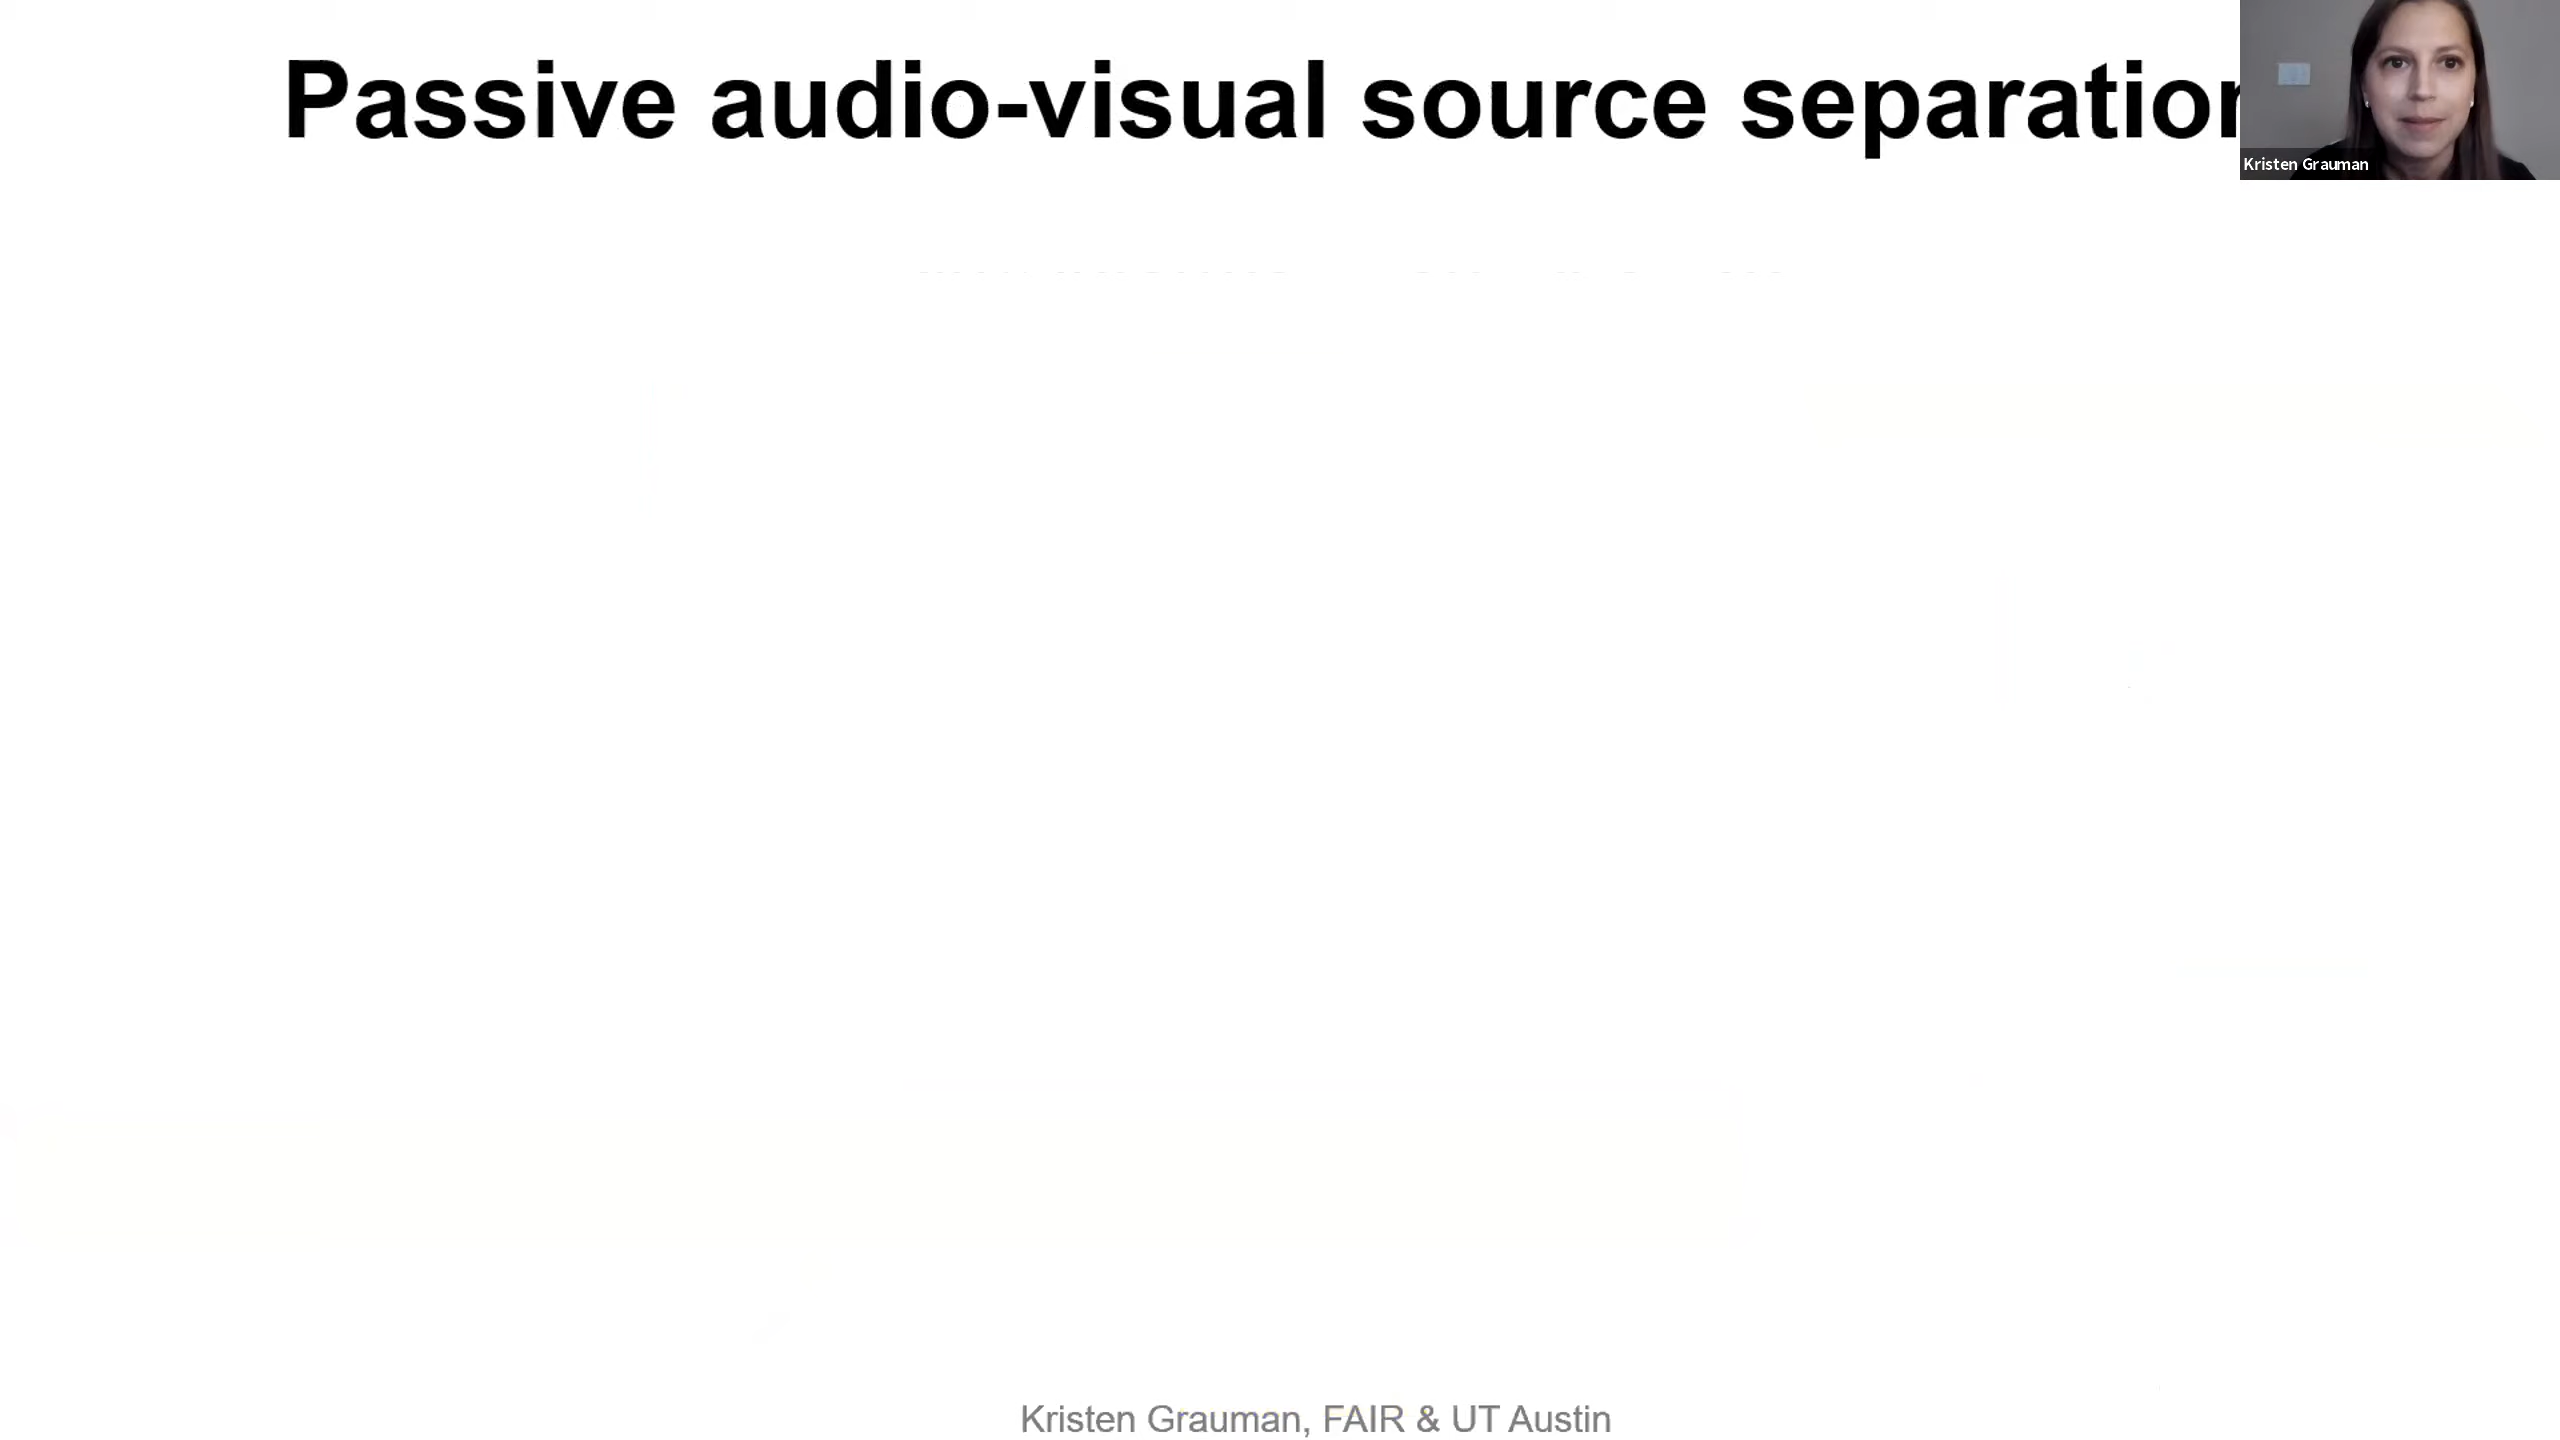 Passive audio-visual source separation
Kristen Grauman
Kristen Grauman, FAIR & UT Austin